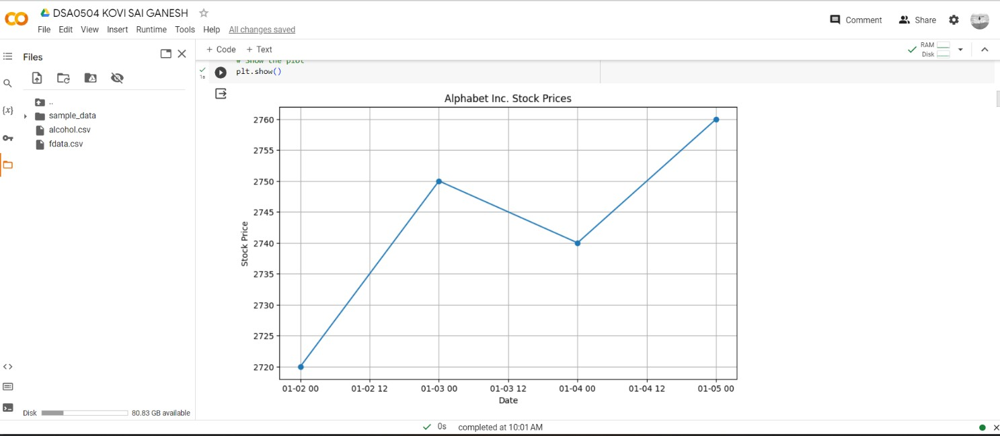 DSA0504 KOVI SAI GANESH
File Edit View Insert Runtime Tools Help All changes saved
Comment Share
Files
+ Code + Text
RAM
Disk
# Show the plot
plt.show()
1s
{x}
..
sample_data
alcohol.csv
fdata.csv
Alphabet Inc. Stock Prices
2760
2755
2750
2745
2740
2735
2730
2725
2720
Stock Price
01-02 00 01-02 12 01-03 00 01-03 12 01-04 00 01-04 12 01-05 00
Date
Disk 80.83 GB available
0s completed at 10:01 AM